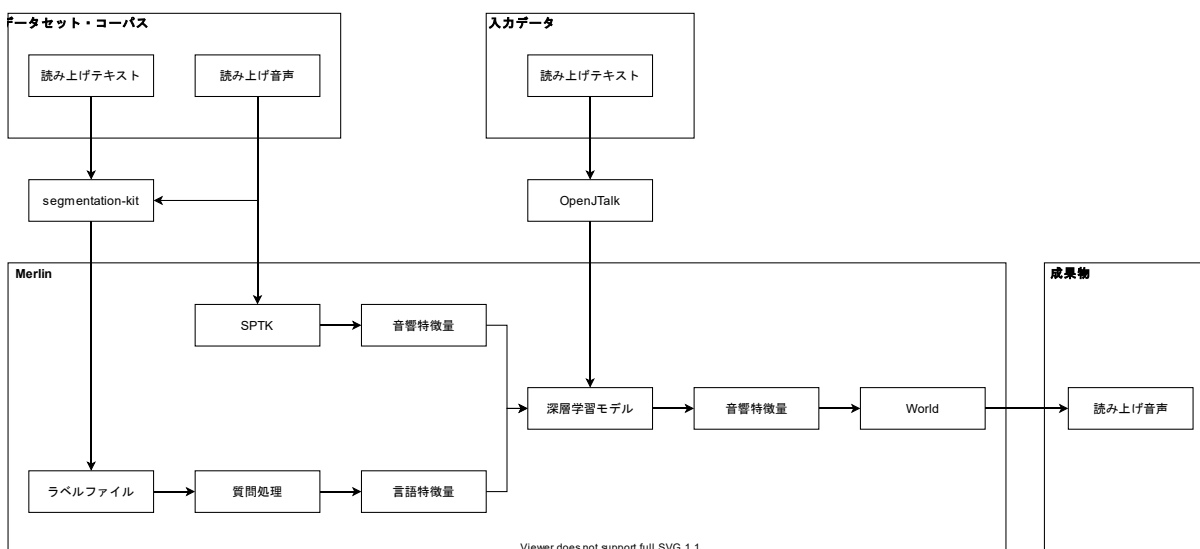 データセット・コーパス
入力データ
読み上げテキスト
読み上げ音声
読み上げテキスト
segmentation-kit
OpenJTalk
Merlin
成果物
SPTK
音響特徴量
深層学習モデル
音響特徴量
World
読み上げ音声
ラベルファイル
質問処理
言語特徴量
Viewer does not support full SVG 1.1